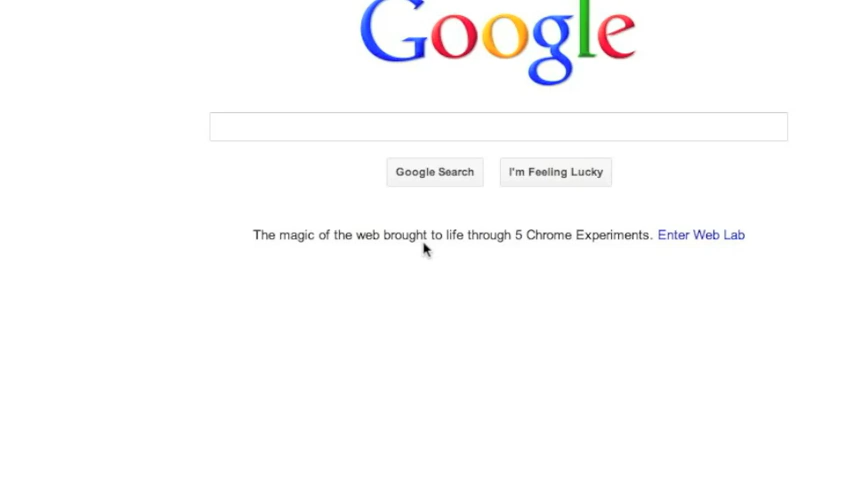 Google
Google Search
I'm Feeling Lucky
The magic of the web brought to life through 5 Chrome Experiments. Enter Web Lab